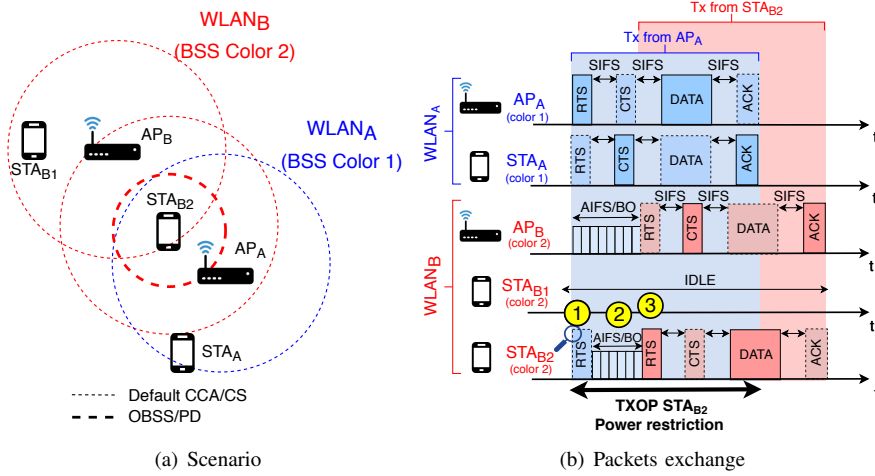 WLAN_B
(BSS Color 2)
AP_B
STA_B1
WLAN_A
(BSS Color 1)
STA_B2
AP_A
STA_A
Default CCA/CS
OBSS/PD
(a) Scenario
Tx from STA_B2
Tx from AP_A
SIFS SIFS SIFS
WLAN_A
AP_A
(color 1)
RTS CTS DATA ACK
t
STA_A
(color 1)
RTS CTS DATA ACK
t
SIFS SIFS SIFS
WLAN_B
AP_B
(color 2)
AIFS/BO
RTS CTS DATA ACK
t
IDLE
STA_B1
(color 2)
1 2 3
t
STA_B2
(color 2)
RTS AIFS/BO RTS CTS DATA ACK
TXOP STA_B2
Power restriction
(b) Packets exchange